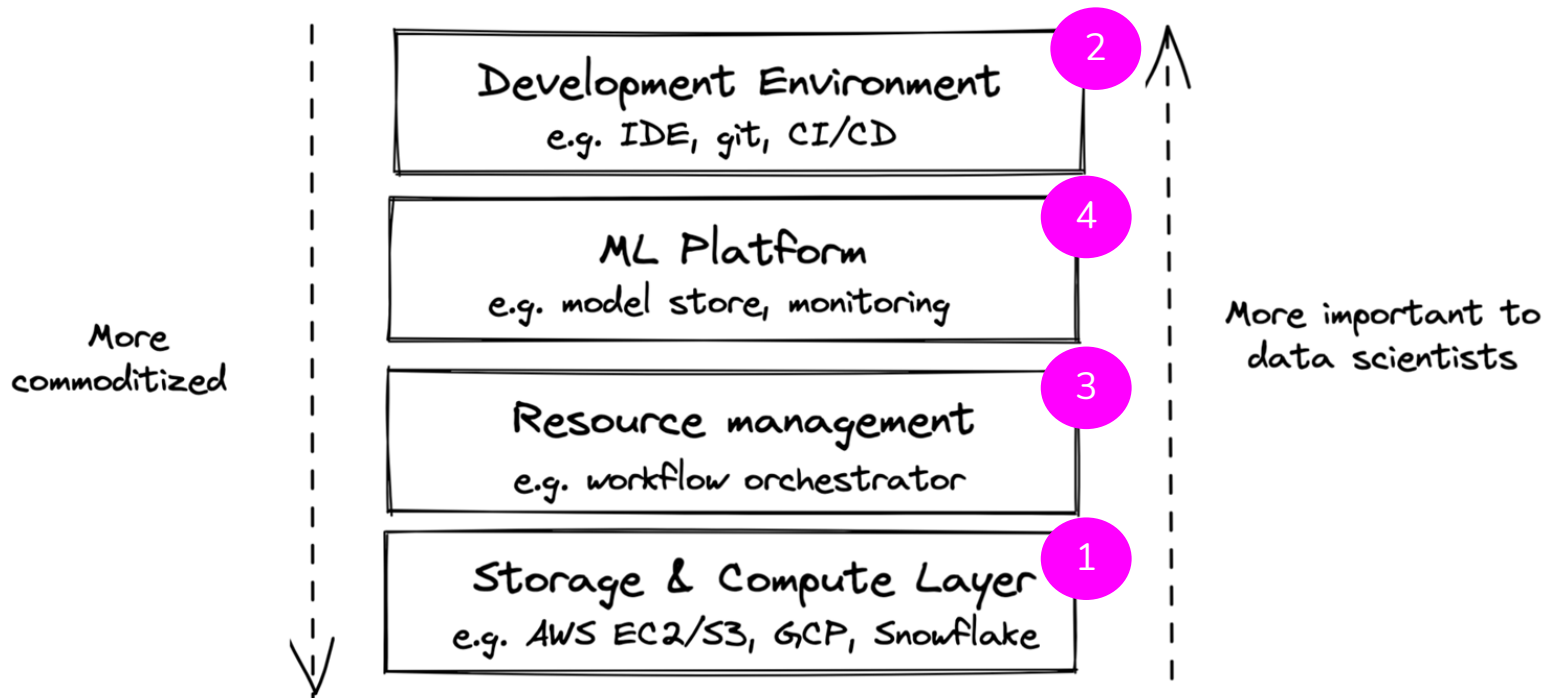 2
Development Environment
e.g. IDE, git, CI/CD
4
ML Platform
e.g. model store, monitoring
More
commoditized
More important to
data scientists
3
Resource management
e.g. workflow orchestrator
1
Storage & Compute Layer
e.g. AWS EC2/S3, GCP, Snowflake